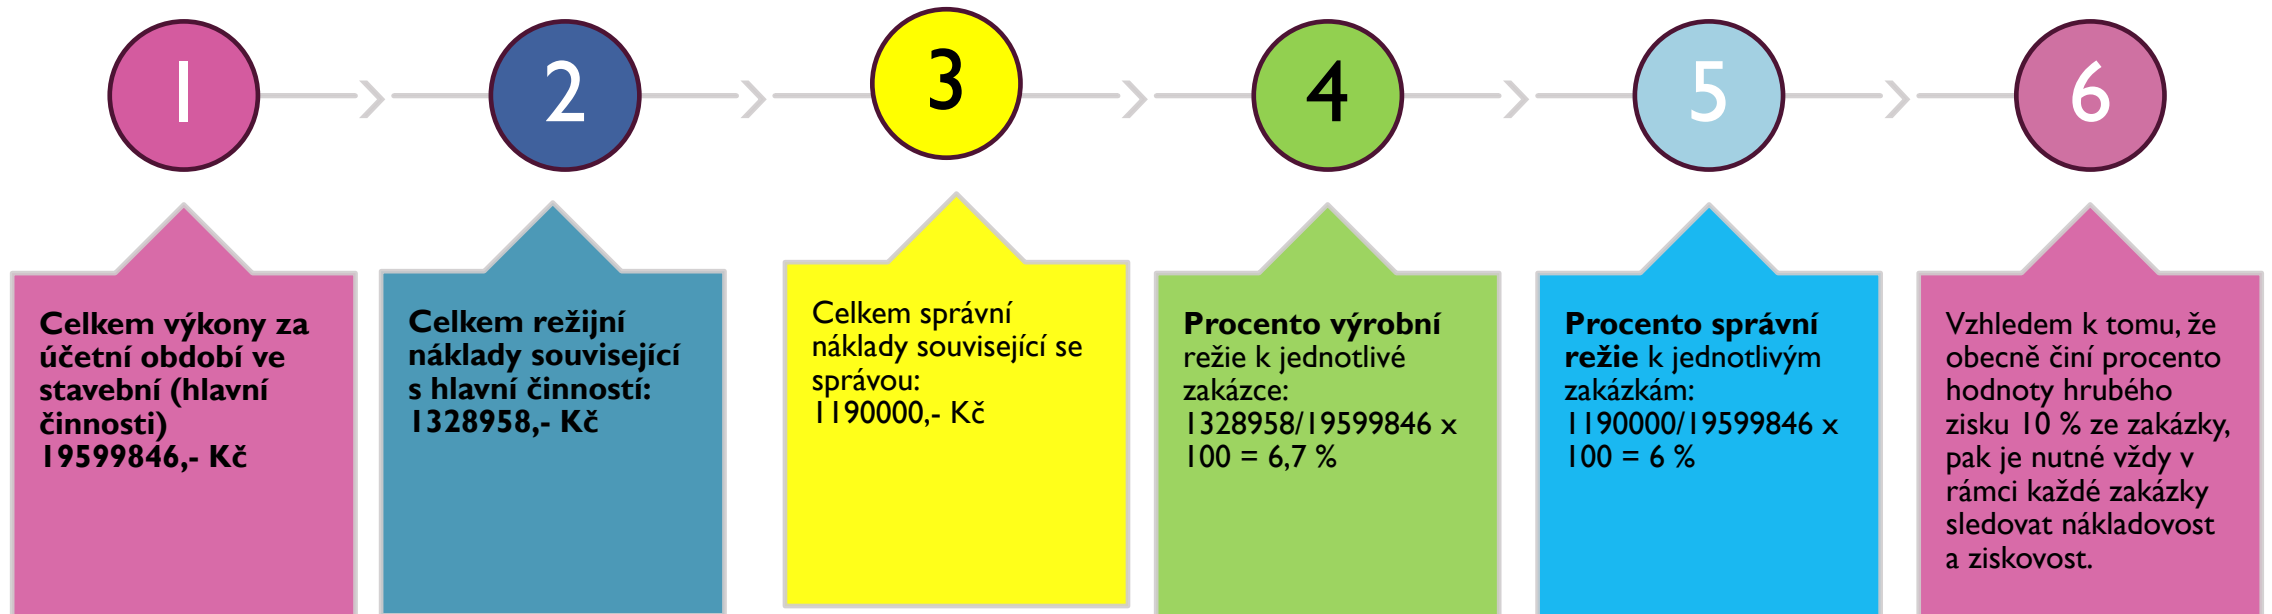 1
2
3
4
5
6
Celkem výkony za
účetní období ve
stavební (hlavní
činnosti)
19599846,- Kč
Celkem režijní
náklady související
s hlavní činností:
1328958,- Kč
Celkem správní
náklady související se
správou:
1190000,- Kč
Procento výrobní
režie k jednotlivé
zakázce:
1328958/19599846 x
100 = 6,7 %
Procento správní
režie k jednotlivým
zakázkám:
1190000/19599846 x
100 = 6 %
Vzhledem k tomu, že
obecně činí procento
hodnoty hrubého
zisku 10 % ze zakázky,
pak je nutné vždy v
rámci každé zakázky
sledovat nákladovost
a ziskovost.